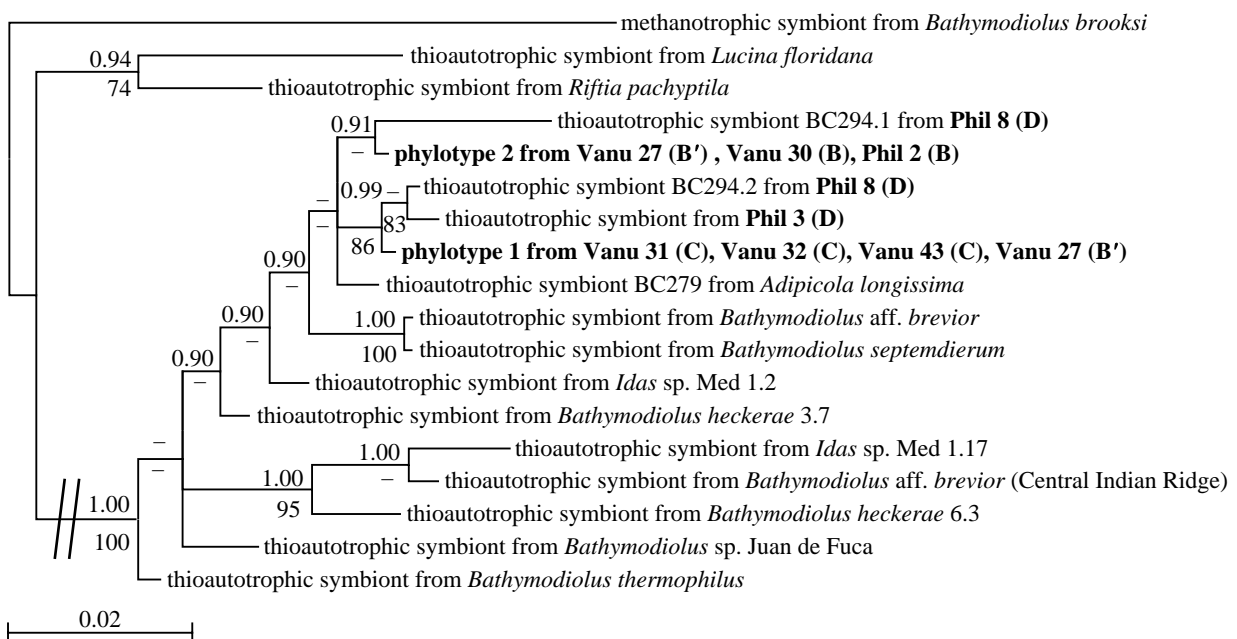 methanotrophic symbiont from Bathymodiolus brooksi
0.94
thioautotrophic symbiont from Lucina floridana
74
thioautotrophic symbiont from Riftia pachyptila
0.91
thioautotrophic symbiont BC294.1 from Phil 8 (D)
–
phylotype 2 from Vanu 27 (B′) , Vanu 30 (B), Phil 2 (B)
0.99
–
thioautotrophic symbiont BC294.2 from Phil 8 (D)
–
–
83
thioautotrophic symbiont from Phil 3 (D)
86
phylotype 1 from Vanu 31 (C), Vanu 32 (C), Vanu 43 (C), Vanu 27 (B′)
0.90
–
thioautotrophic symbiont BC279 from Adipicola longissima
0.90
–
1.00
thioautotrophic symbiont from Bathymodiolus aff. brevior
100
thioautotrophic symbiont from Bathymodiolus septemdierum
0.90
–
thioautotrophic symbiont from Idas sp. Med 1.2
thioautotrophic symbiont from Bathymodiolus heckerae 3.7
–
–
1.00
thioautotrophic symbiont from Idas sp. Med 1.17
–
1.00
thioautotrophic symbiont from Bathymodiolus aff. brevior (Central Indian Ridge)
95
thioautotrophic symbiont from Bathymodiolus heckerae 6.3
1.00
100
thioautotrophic symbiont from Bathymodiolus sp. Juan de Fuca
thioautotrophic symbiont from Bathymodiolus thermophilus
0.02